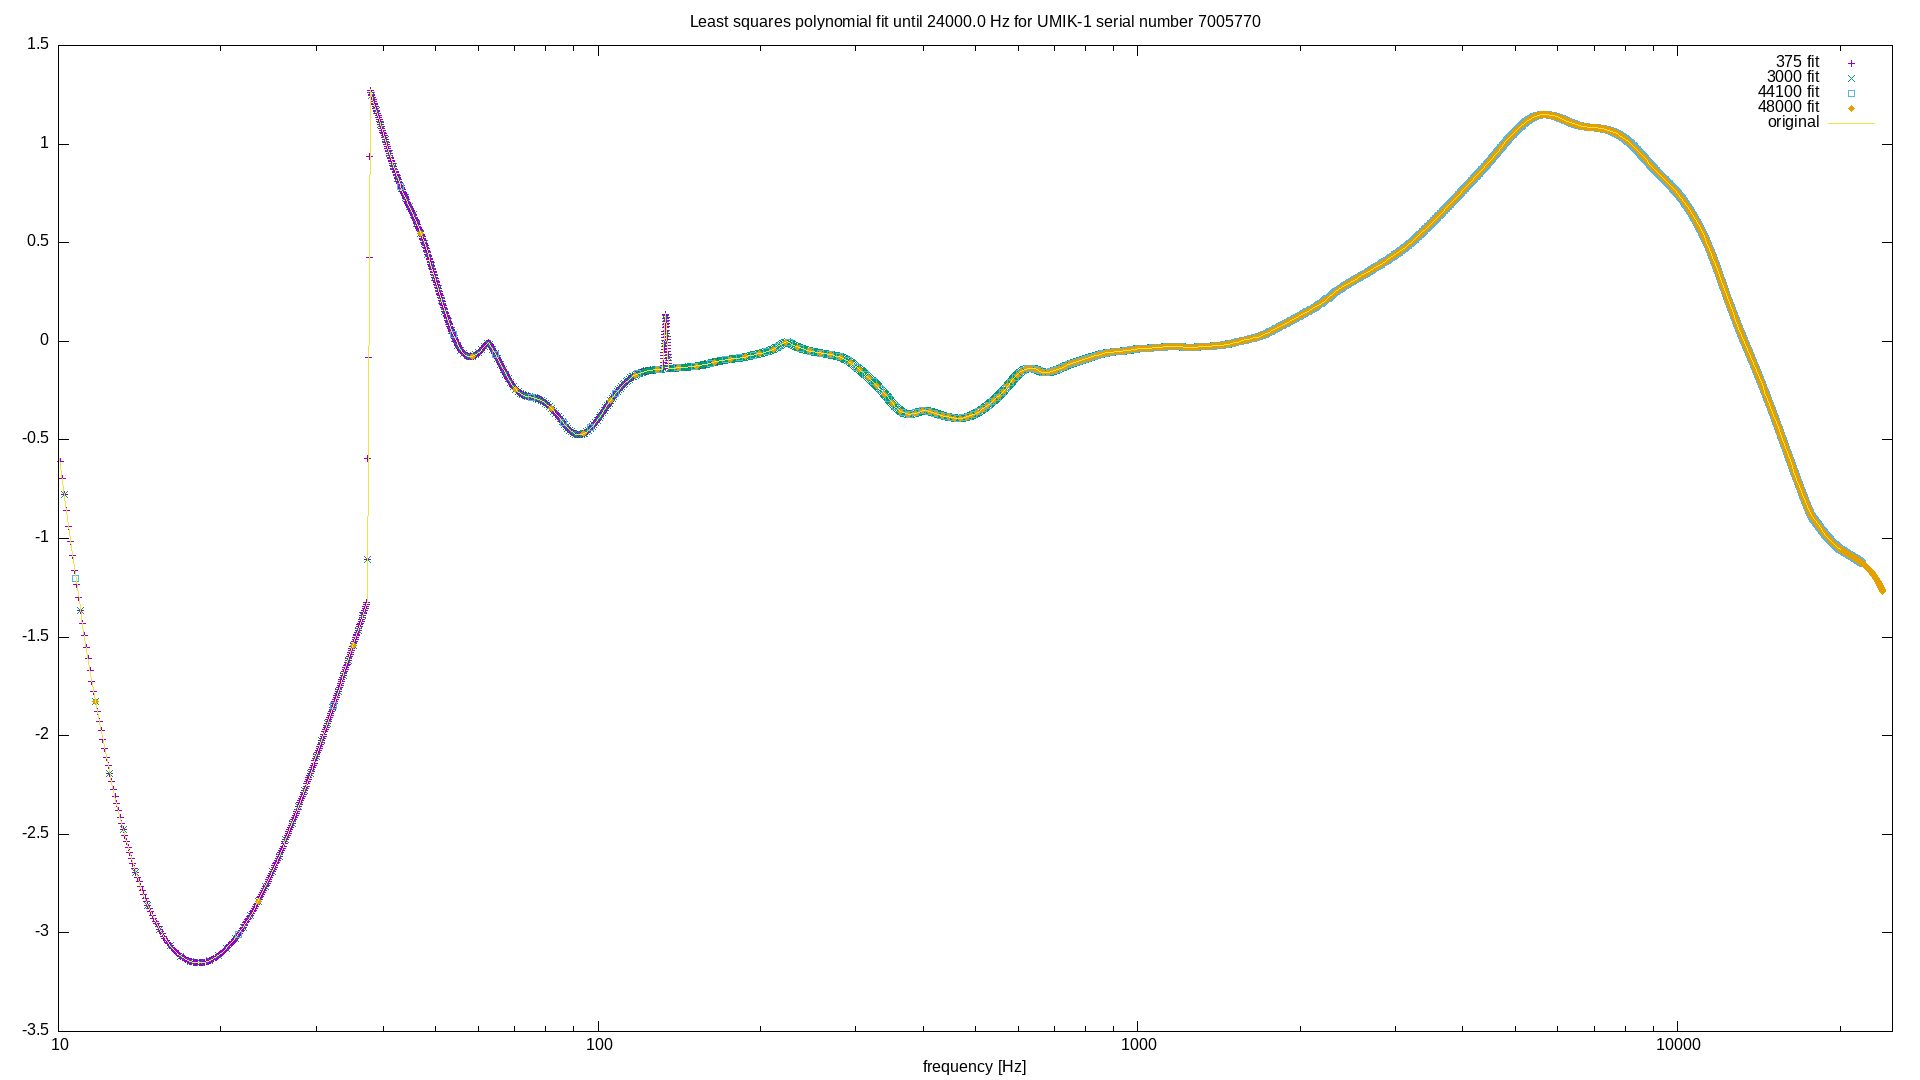 Least squares polynomial fit until 24000.0 Hz for UMIK-1 serial number 7005770
1.5
1
0.5
0
-0.5
-1
-1.5
-2
-2.5
-3
-3.5
375 fit
3000 fit
44100 fit
48000 fit
original
10
100
1000
10000
frequency [Hz]